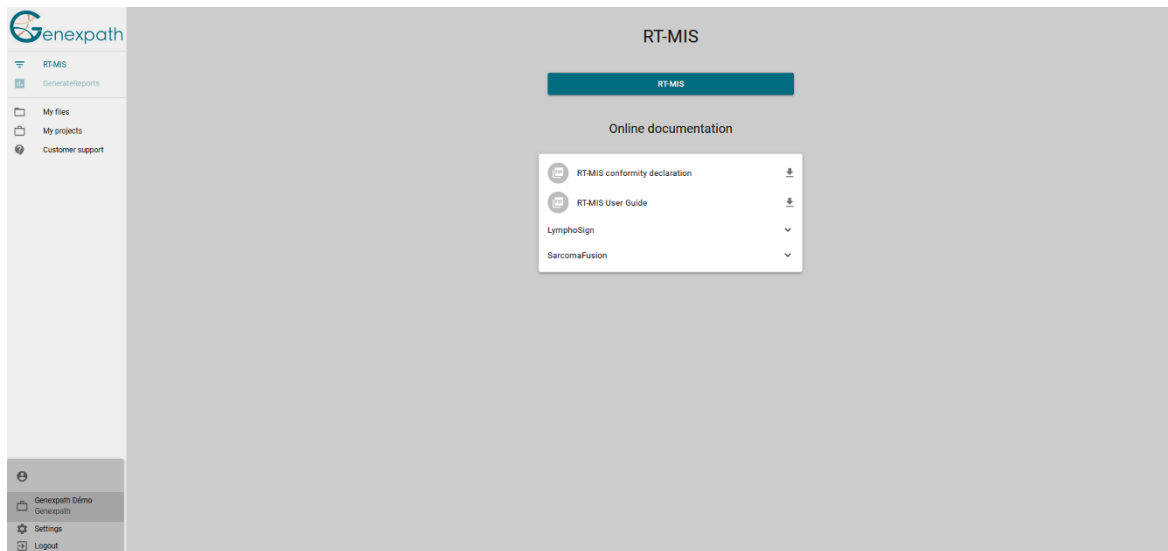 Genexpath
RT-MIS
GenerateReports
My files
My projects
Customer support
Genexpath Démo
Genexpath
Settings
Logout
RT-MIS
RT-MIS
Online documentation
RT-MIS conformity declaration
RT-MIS User Guide
LymphoSign
SarcomaFusion